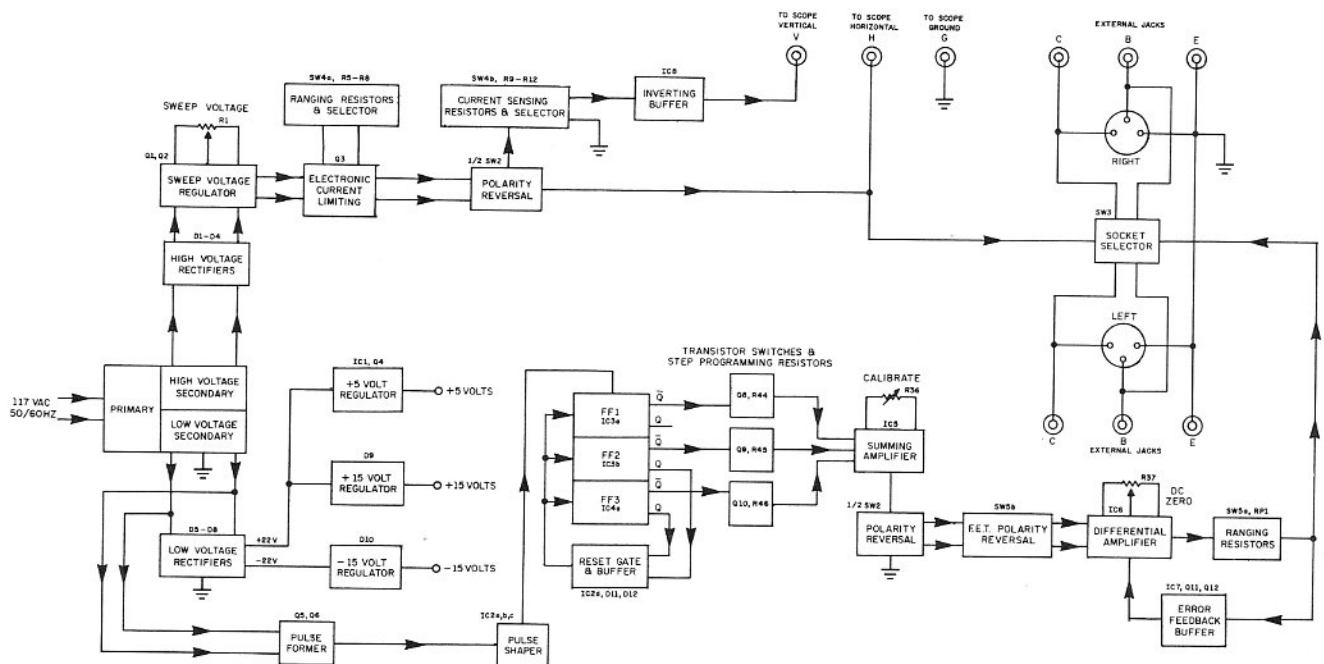 TO SCOPE
VERTICAL
V
TO SCOPE
HORIZONTAL
H
TO SCOPE
GROUND
G
EXTERNAL JACKS
C
B
E
SW4a, R5-R8
RANGING RESISTORS
& SELECTOR
SW4b, R9-R12
CURRENT SENSING
RESISTORS & SELECTOR
IC8
INVERTING
BUFFER
SWEEP VOLTAGE
R1
Q1, Q2
SWEEP VOLTAGE
REGULATOR
Q3
ELECTRONIC
CURRENT
LIMITING
1/2 SW2
POLARITY
REVERSAL
RIGHT
SW3
SOCKET
SELECTOR
D1-D4
HIGH VOLTAGE
RECTIFIERS
LEFT
C
B
E
EXTERNAL JACKS
117 VAC
50/60HZ
PRIMARY
HIGH VOLTAGE
SECONDARY
LOW VOLTAGE
SECONDARY
IC1, Q4
+5 VOLT
REGULATOR
+5 VOLTS
D9
+15 VOLT
REGULATOR
+15 VOLTS
D5-D8
LOW VOLTAGE
RECTIFIERS
+22V
-22V
D10
-15 VOLT
REGULATOR
-15 VOLTS
TRANSISTOR SWITCHES &
STEP PROGRAMMING RESISTORS
FF1
IC3a
Q̅
Q
FF2
IC3b
Q̅
Q
FF3
IC4a
Q̅
Q
Q8, R44
Q9, R45
Q10, R46
CALIBRATE
R36
IC5
SUMMING
AMPLIFIER
RESET GATE
& BUFFER
IC2d, D11, D12
1/2 SW2
POLARITY
REVERSAL
SW5b
F.E.T. POLARITY
REVERSAL
R37
DC
ZERO
IC6
DIFFERENTIAL
AMPLIFIER
SW5a, RP1
RANGING
RESISTORS
IC7, Q11, Q12
ERROR
FEEDBACK
BUFFER
Q5, Q6
PULSE
FORMER
IC2a,b,c
PULSE
SHAPER